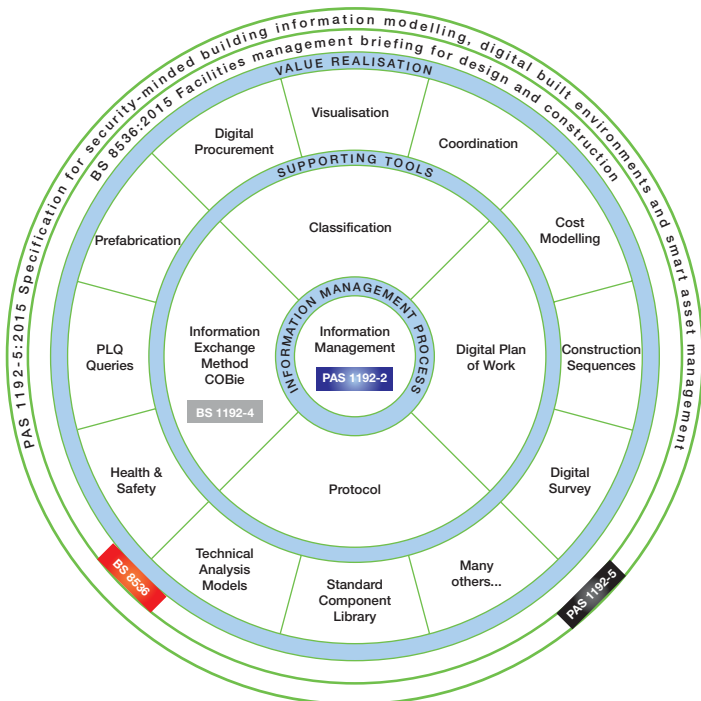 PAS 1192-5:2015 Specification for security-minded building information modelling, digital built environments and smart asset management
BS 8536:2015 Facilities management briefing for design and construction
VALUE REALISATION
Visualisation
Digital
Procurement
Coordination
SUPPORTING TOOLS
Classification
Prefabrication
Cost
Modelling
INFORMATION MANAGEMENT PROCESS
Information
Exchange
Method
COBie
BS 1192-4
Information
Management
PAS 1192-2
Digital Plan
of Work
PLQ
Queries
Construction
Sequences
Health &
Safety
Protocol
Digital
Survey
Technical
Analysis
Models
Standard
Component
Library
Many
others...
BS 8536
PAS 1192-5